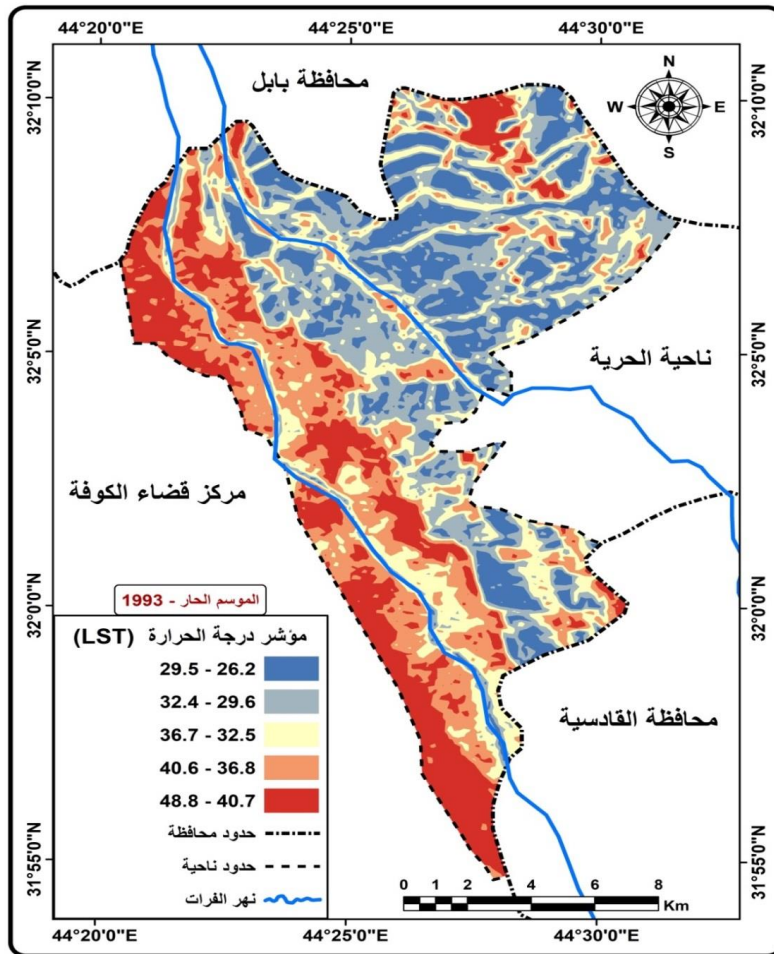 44°20'0"E
44°25'0"E
44°30'0"E
محافظة بابل
N
W
E
S
32°10'0"N
32°10'0"N
32°5'0"N
32°5'0"N
ناحية الحرية
مركز قضاء الكوفة
32°0'0"N
32°0'0"N
الموسم الحار - 1993
مؤشر درجة الحرارة (LST)
29.5 - 26.2
32.4 - 29.6
36.7 - 32.5
40.6 - 36.8
48.8 - 40.7
حدود محافظة
حدود ناحية
نهر الفرات
محافظة القادسية
31°55'0"N
31°55'0"N
0 1 2 4 6 8
Km
44°20'0"E
44°25'0"E
44°30'0"E